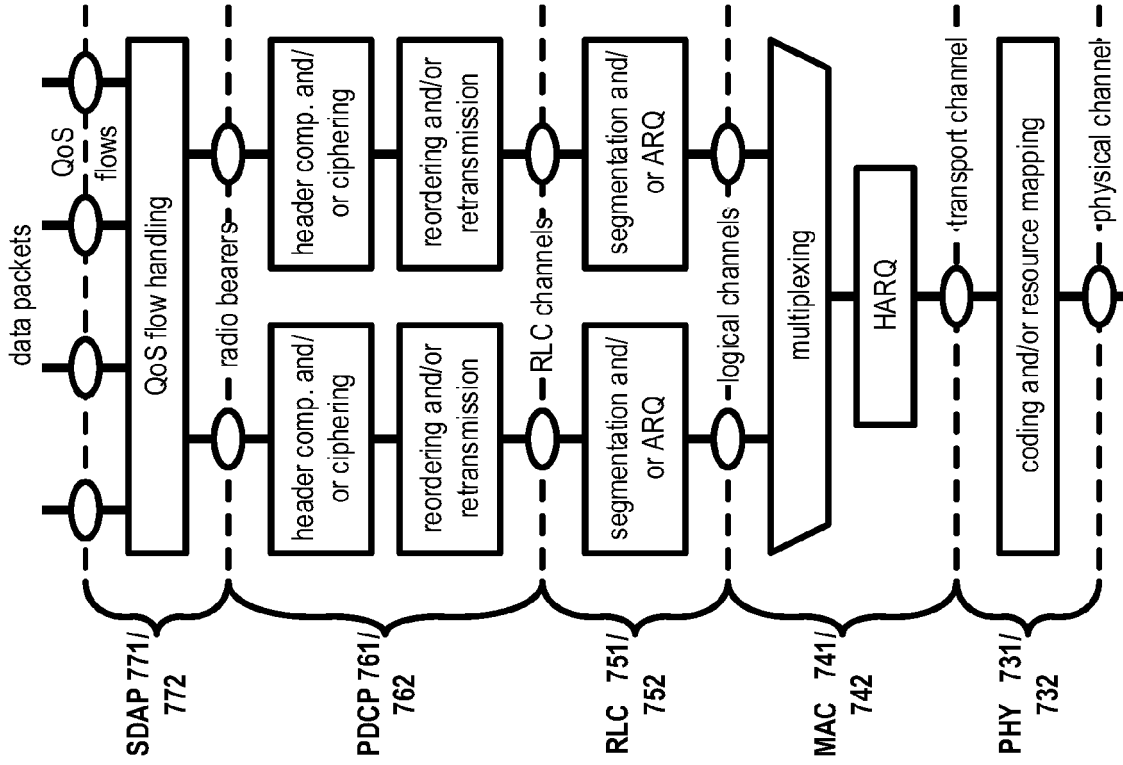 data packets
QoS
flows
SDAP 771/
772
QoS flow handling
radio bearers
PDCP 761/
762
header comp. and/
or ciphering
header comp. and/
or ciphering
reordering and/or
retransmission
reordering and/or
retransmission
RLC channels
RLC 751/
752
segmentation and/
or ARQ
segmentation and/
or ARQ
logical channels
MAC 741/
742
multiplexing
HARQ
transport channel
PHY 731/
732
coding and/or resource mapping
physical channel